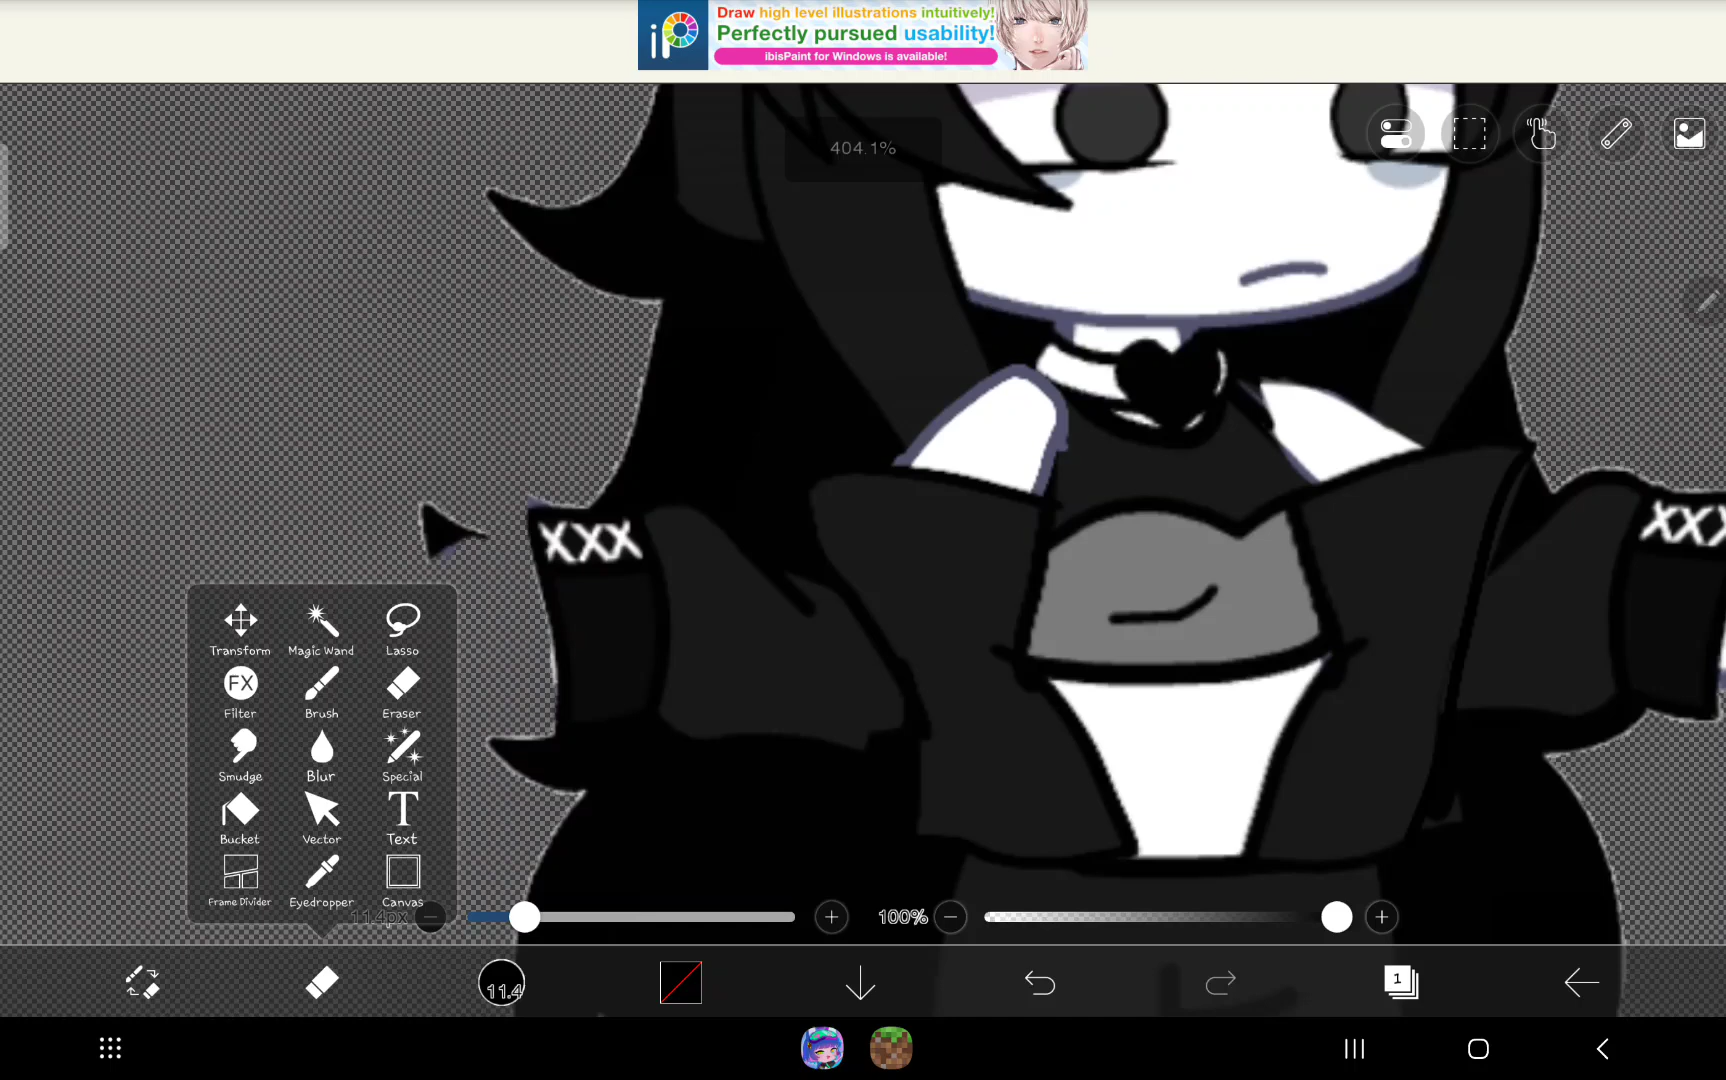 iP
Draw high level illustrations intuitively!
Perfectly pursued usability!
ibisPaint for Windows is available!
404.1%
XXX
XXX
Transform
Magic Wand
Lasso
FX
Filter
Brush
Eraser
Smudge
Blur
Special
Bucket
Vector
T
Text
Frame Divider
Eyedropper
Canvas
11.4px
100%
11.4
1